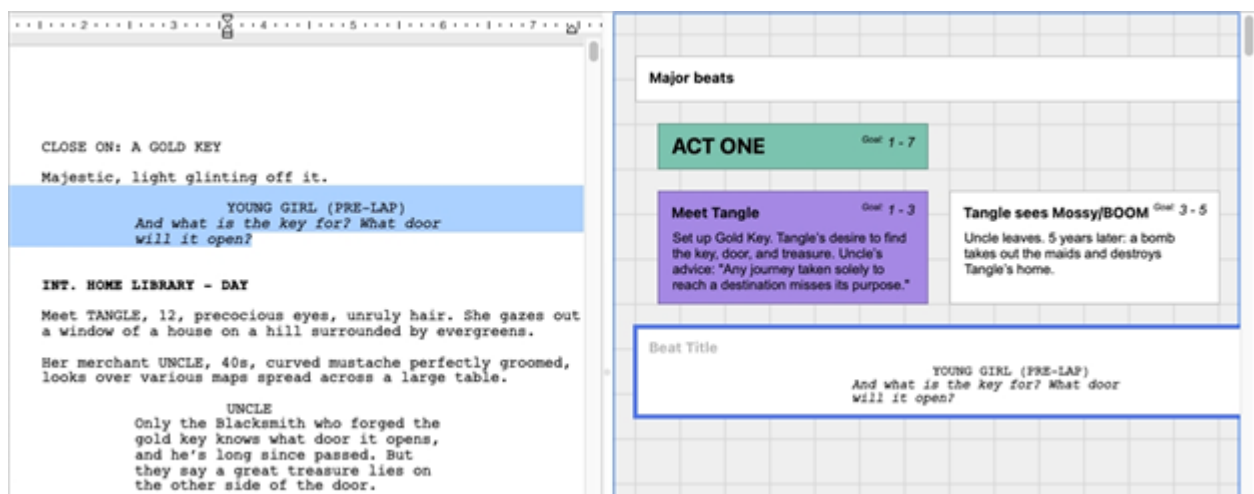 2 3 4 5 6 7
CLOSE ON: A GOLD KEY
Majestic, light glinting off it.
YOUNG GIRL (PRE-LAP)
And what is the key for? What door
will it open?
INT. HOME LIBRARY - DAY
Meet TANGLE, 12, precocious eyes, unruly hair. She gazes out
a window of a house on a hill surrounded by evergreens.
Her merchant UNCLE, 40s, curved mustache perfectly groomed,
looks over various maps spread across a large table.
UNCLE
Only the Blacksmith who forged the
gold key knows what door it opens,
and he's long since passed. But
they say a great treasure lies on
the other side of the door.
Major beats
ACT ONE Goal: 1 - 7
Meet Tangle Goal: 1 - 3
Set up Gold Key. Tangle's desire to find
the key, door, and treasure. Uncle's
advice: "Any journey taken solely to
reach a destination misses its purpose."
Tangle sees Mossy/BOOM Goal: 3 - 5
Uncle leaves. 5 years later: a bomb
takes out the maids and destroys
Tangle's home.
Beat Title
YOUNG GIRL (PRE-LAP)
And what is the key for? What door
will it open?